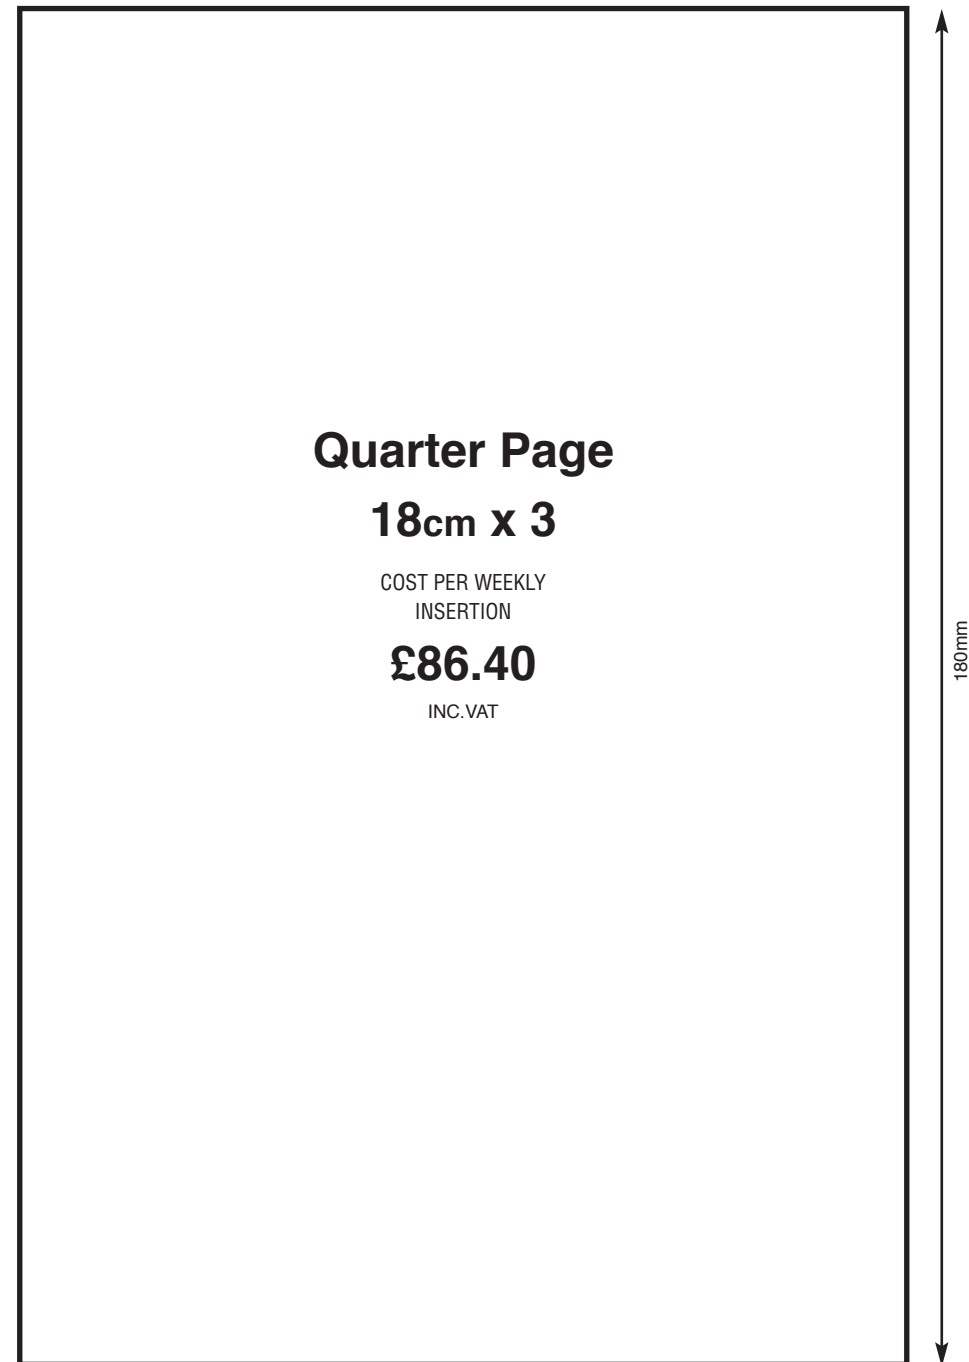 Quarter Page
18cm x 3
COST PER WEEKLY
INSERTION
£86.40
INC.VAT
180mm